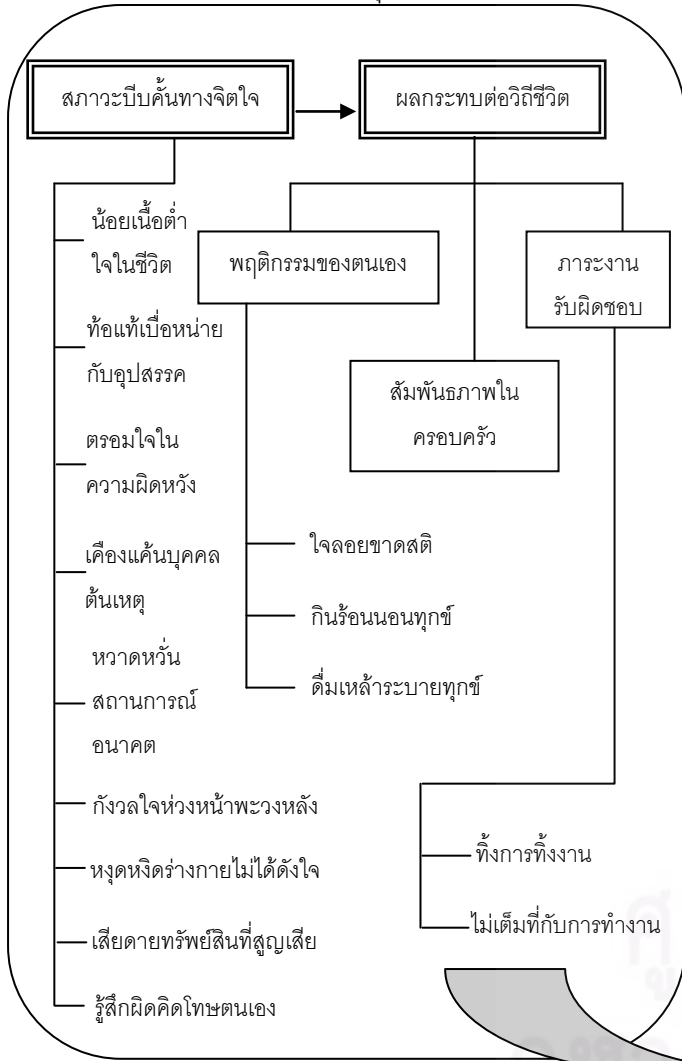 สภาวะบีบคั้นทางจิตใจ
ผลกระทบต่อวิถีชีวิต
น้อยเนื้อต่ำ
ใจในชีวิต
ท้อแท้เบื่อหน่าย
กับอุปสรรค
ตรอมใจใน
ความผิดหวัง
เคืองแค้นบุคคล
ต้นเหตุ
หวาดหวั่น
สถานการณ์
อนาคต
กังวลใจห่วงหน้าพะวงหลัง
หงุดหงิดร่างกายไม่ได้ดังใจ
เสียดายทรัพย์สินที่สูญเสีย
รู้สึกผิดคิดโทษตนเอง
พฤติกรรมของตนเอง
ใจลอยขาดสติ
กินร้อนนอนทุกข์
ดื่มเหล้าระบายทุกข์
สัมพันธภาพใน
ครอบครัว
ภาระงาน
รับผิดชอบ
ทิ้งการทิ้งงาน
ไม่เต็มที่กับการทำงาน